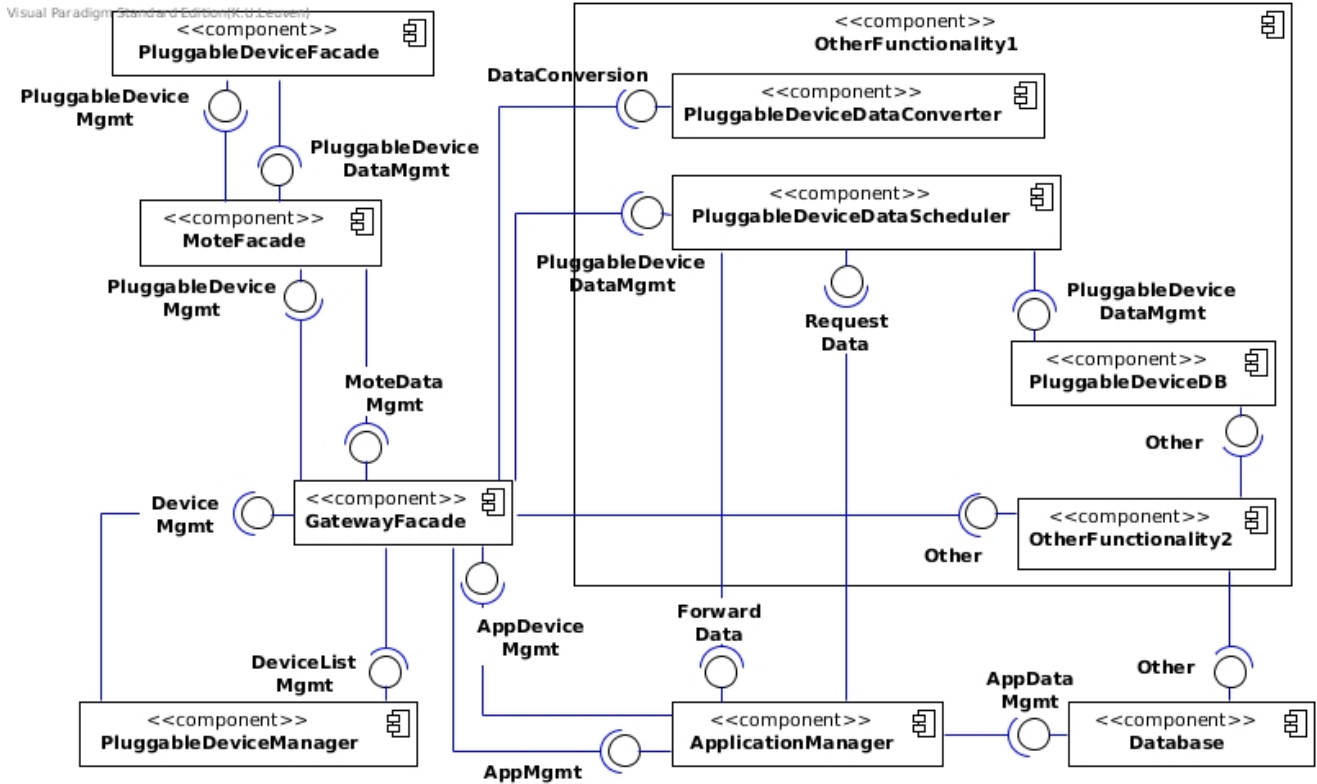 Visual Paradigm Standard Edition(K.U.Leuven)
<<component>>
PluggableDeviceFacade
PluggableDevice
Mgmt
PluggableDevice
DataMgmt
<<component>>
MoteFacade
PluggableDevice
Mgmt
MoteData
Mgmt
<<component>>
OtherFunctionality1
DataConversion
<<component>>
PluggableDeviceDataConverter
<<component>>
PluggableDeviceDataScheduler
PluggableDevice
DataMgmt
Request
Data
PluggableDevice
DataMgmt
<<component>>
PluggableDeviceDB
Other
<<component>>
OtherFunctionality2
Other
Device
Mgmt
<<component>>
GatewayFacade
AppDevice
Mgmt
Forward
Data
DeviceList
Mgmt
<<component>>
PluggableDeviceManager
AppMgmt
<<component>>
ApplicationManager
AppData
Mgmt
Other
<<component>>
Database